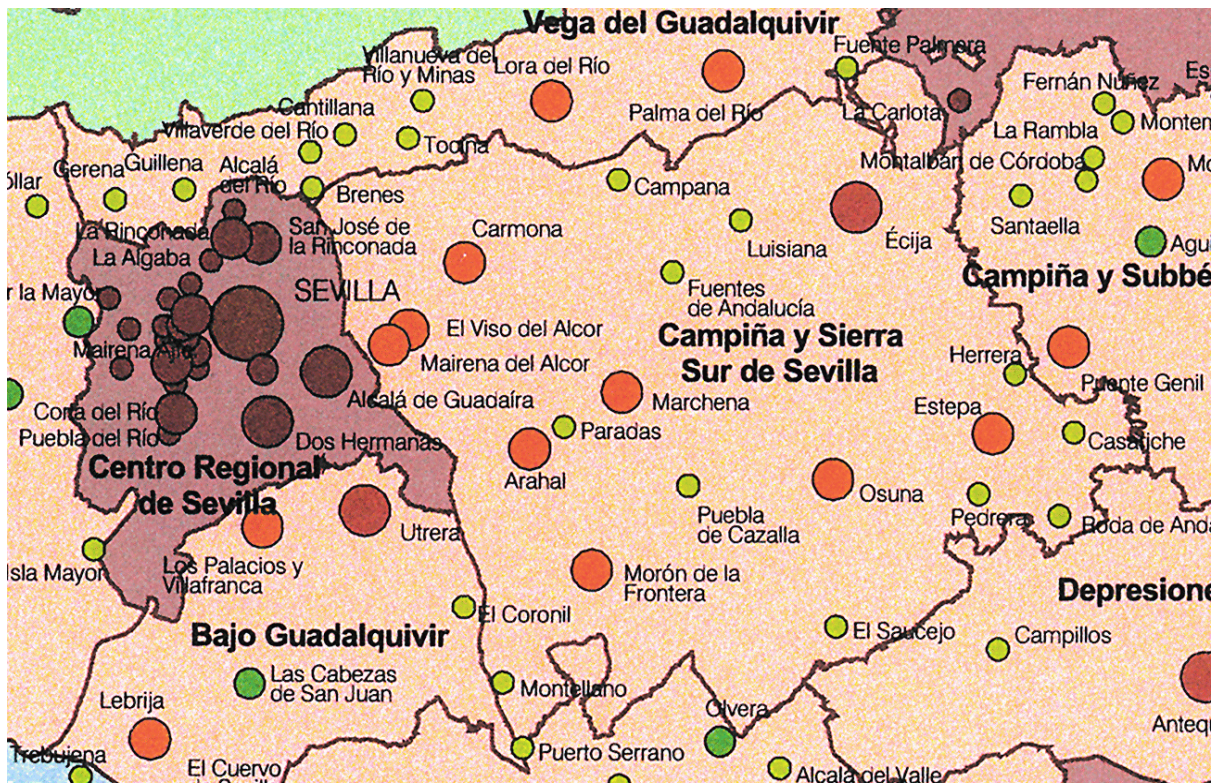 Vega del Guadalquivir
Villanueva del
Río y Minas
Lora del Río
Palma del Río
Fuente Palmera
Fernán Nuñez
La Carlota
La Rambla
Cantillana
Villaverde del Río
Tocina
Montalbán de Córdoba
Gerena
Guillena
Alcalá
del Río
Brenes
Campana
Santaella
La Rinconada
San José de
la Rinconada
La Algaba
Carmona
Luisiana
Écija
Campiña y Subbé
SEVILLA
r la Mayor
Fuentes
de Andalucía
El Viso del Alcor
Mairena del Alcor
Campiña y Sierra
Sur de Sevilla
Herrera
Puente Genil
Alcalá de Guadaíra
Marchena
Estepa
Coria del Río
Puebla del Río
Dos Hermanas
Paradas
Casariche
Centro Regional
de Sevilla
Arahal
Osuna
Utrera
Puebla
de Cazalla
Pedrera
Roda de Anda
Isla Mayor
Los Palacios y
Villafranca
Morón de la
Frontera
Depresione
Bajo Guadalquivir
El Coronil
El Saucejo
Campillos
Las Cabezas
de San Juan
Montellano
Lebrija
Olvera
Anteq
Trebujena
El Cuervo
Puerto Serrano
Alcala del Valle